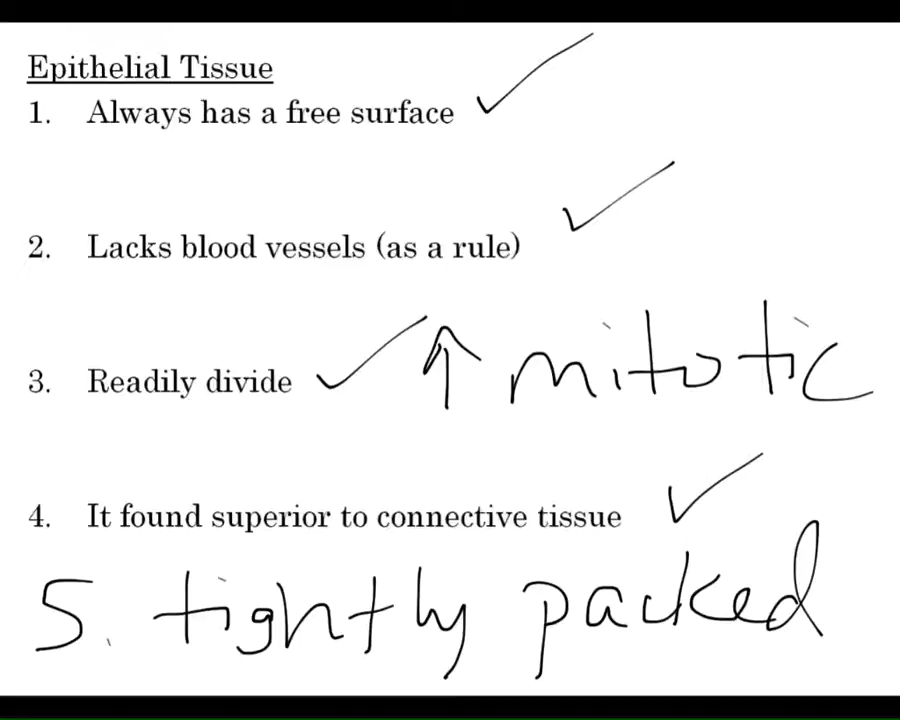 Epithelial Tissue
1. Always has a free surface ✓
2. Lacks blood vessels (as a rule) ✓
3. Readily divide ✓ ↑ mitotic
4. It found superior to connective tissue ✓
5. tightly packed